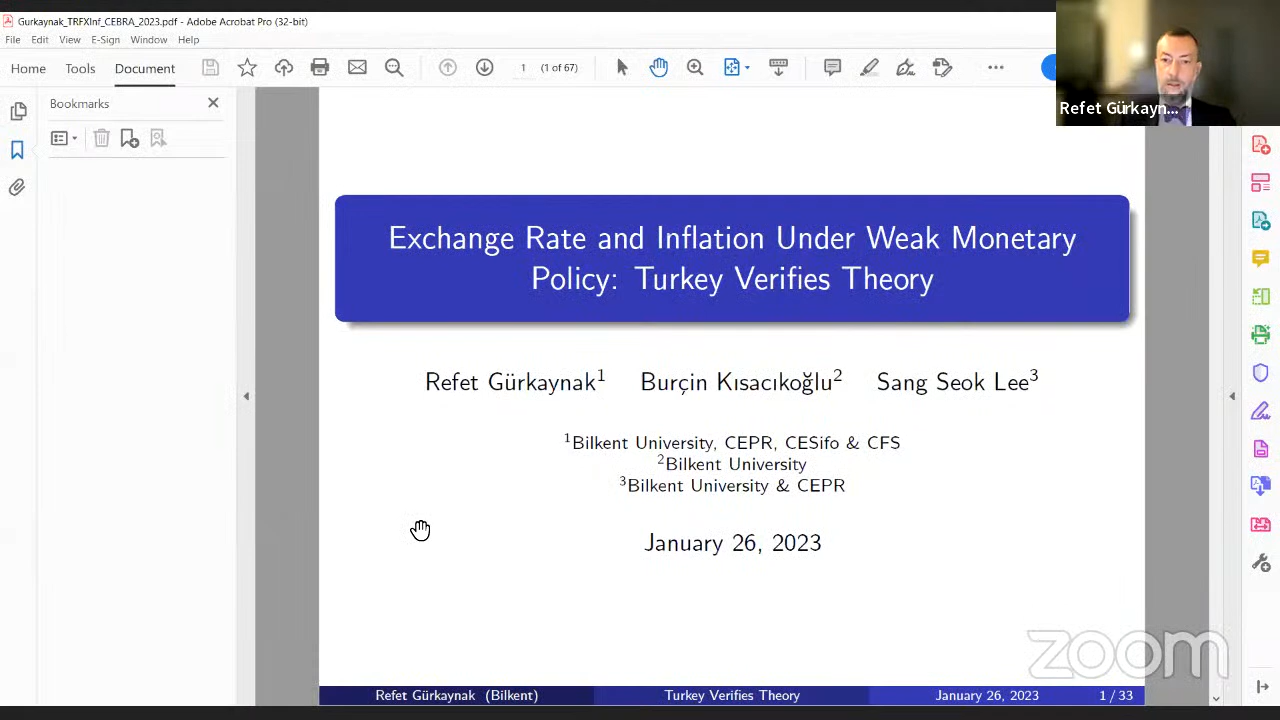 Gurkaynak_TRFXInf_CEBRA_2023.pdf - Adobe Acrobat Pro (32-bit)
File Edit View E-Sign Window Help
Home Tools Document
1 (1 of 67)
Bookmarks
Refet Gürkayn...
Exchange Rate and Inflation Under Weak Monetary
Policy: Turkey Verifies Theory
Refet Gürkaynak1 Burçin Kısacıkoğlu2 Sang Seok Lee3
1Bilkent University, CEPR, CESifo & CFS
2Bilkent University
3Bilkent University & CEPR
January 26, 2023
zoom
Refet Gürkaynak (Bilkent) Turkey Verifies Theory January 26, 2023 1 / 33